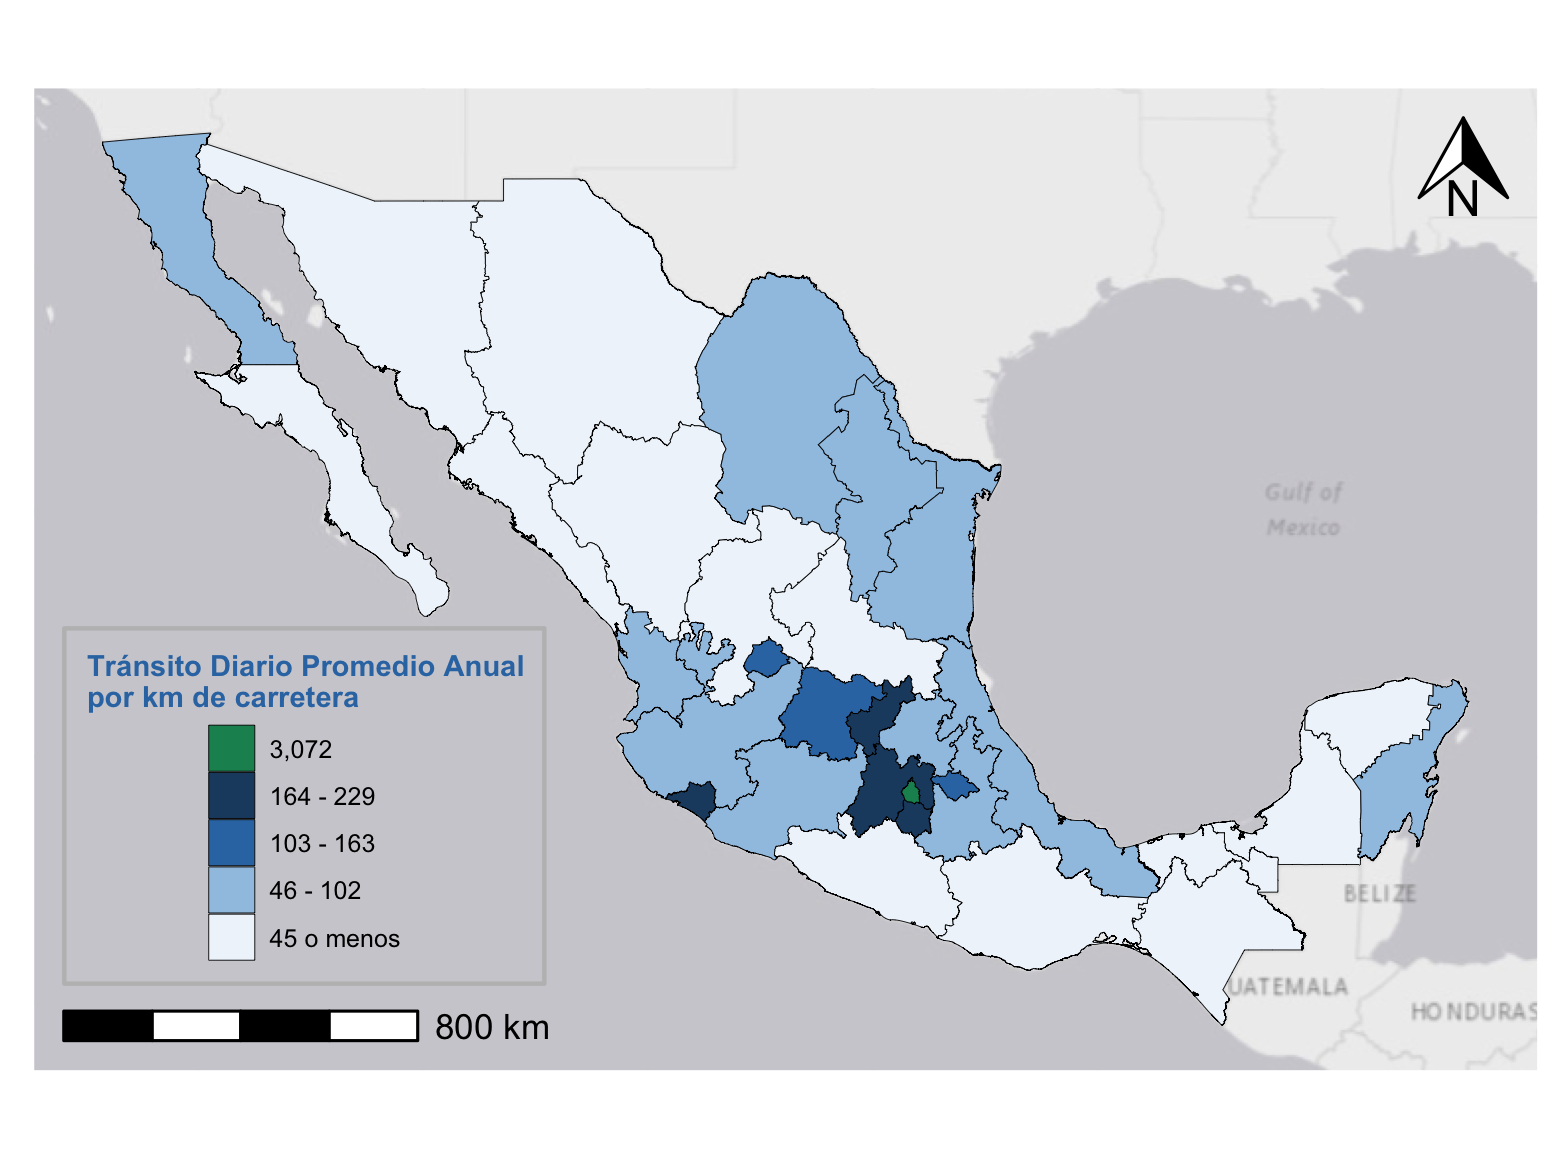 N
Gulf of
Mexico
Tránsito Diario Promedio Anual
por km de carretera
3,072
164 - 229
103 - 163
46 - 102
45 o menos
BELIZE
UATEMALA
HONDURAS
800 km